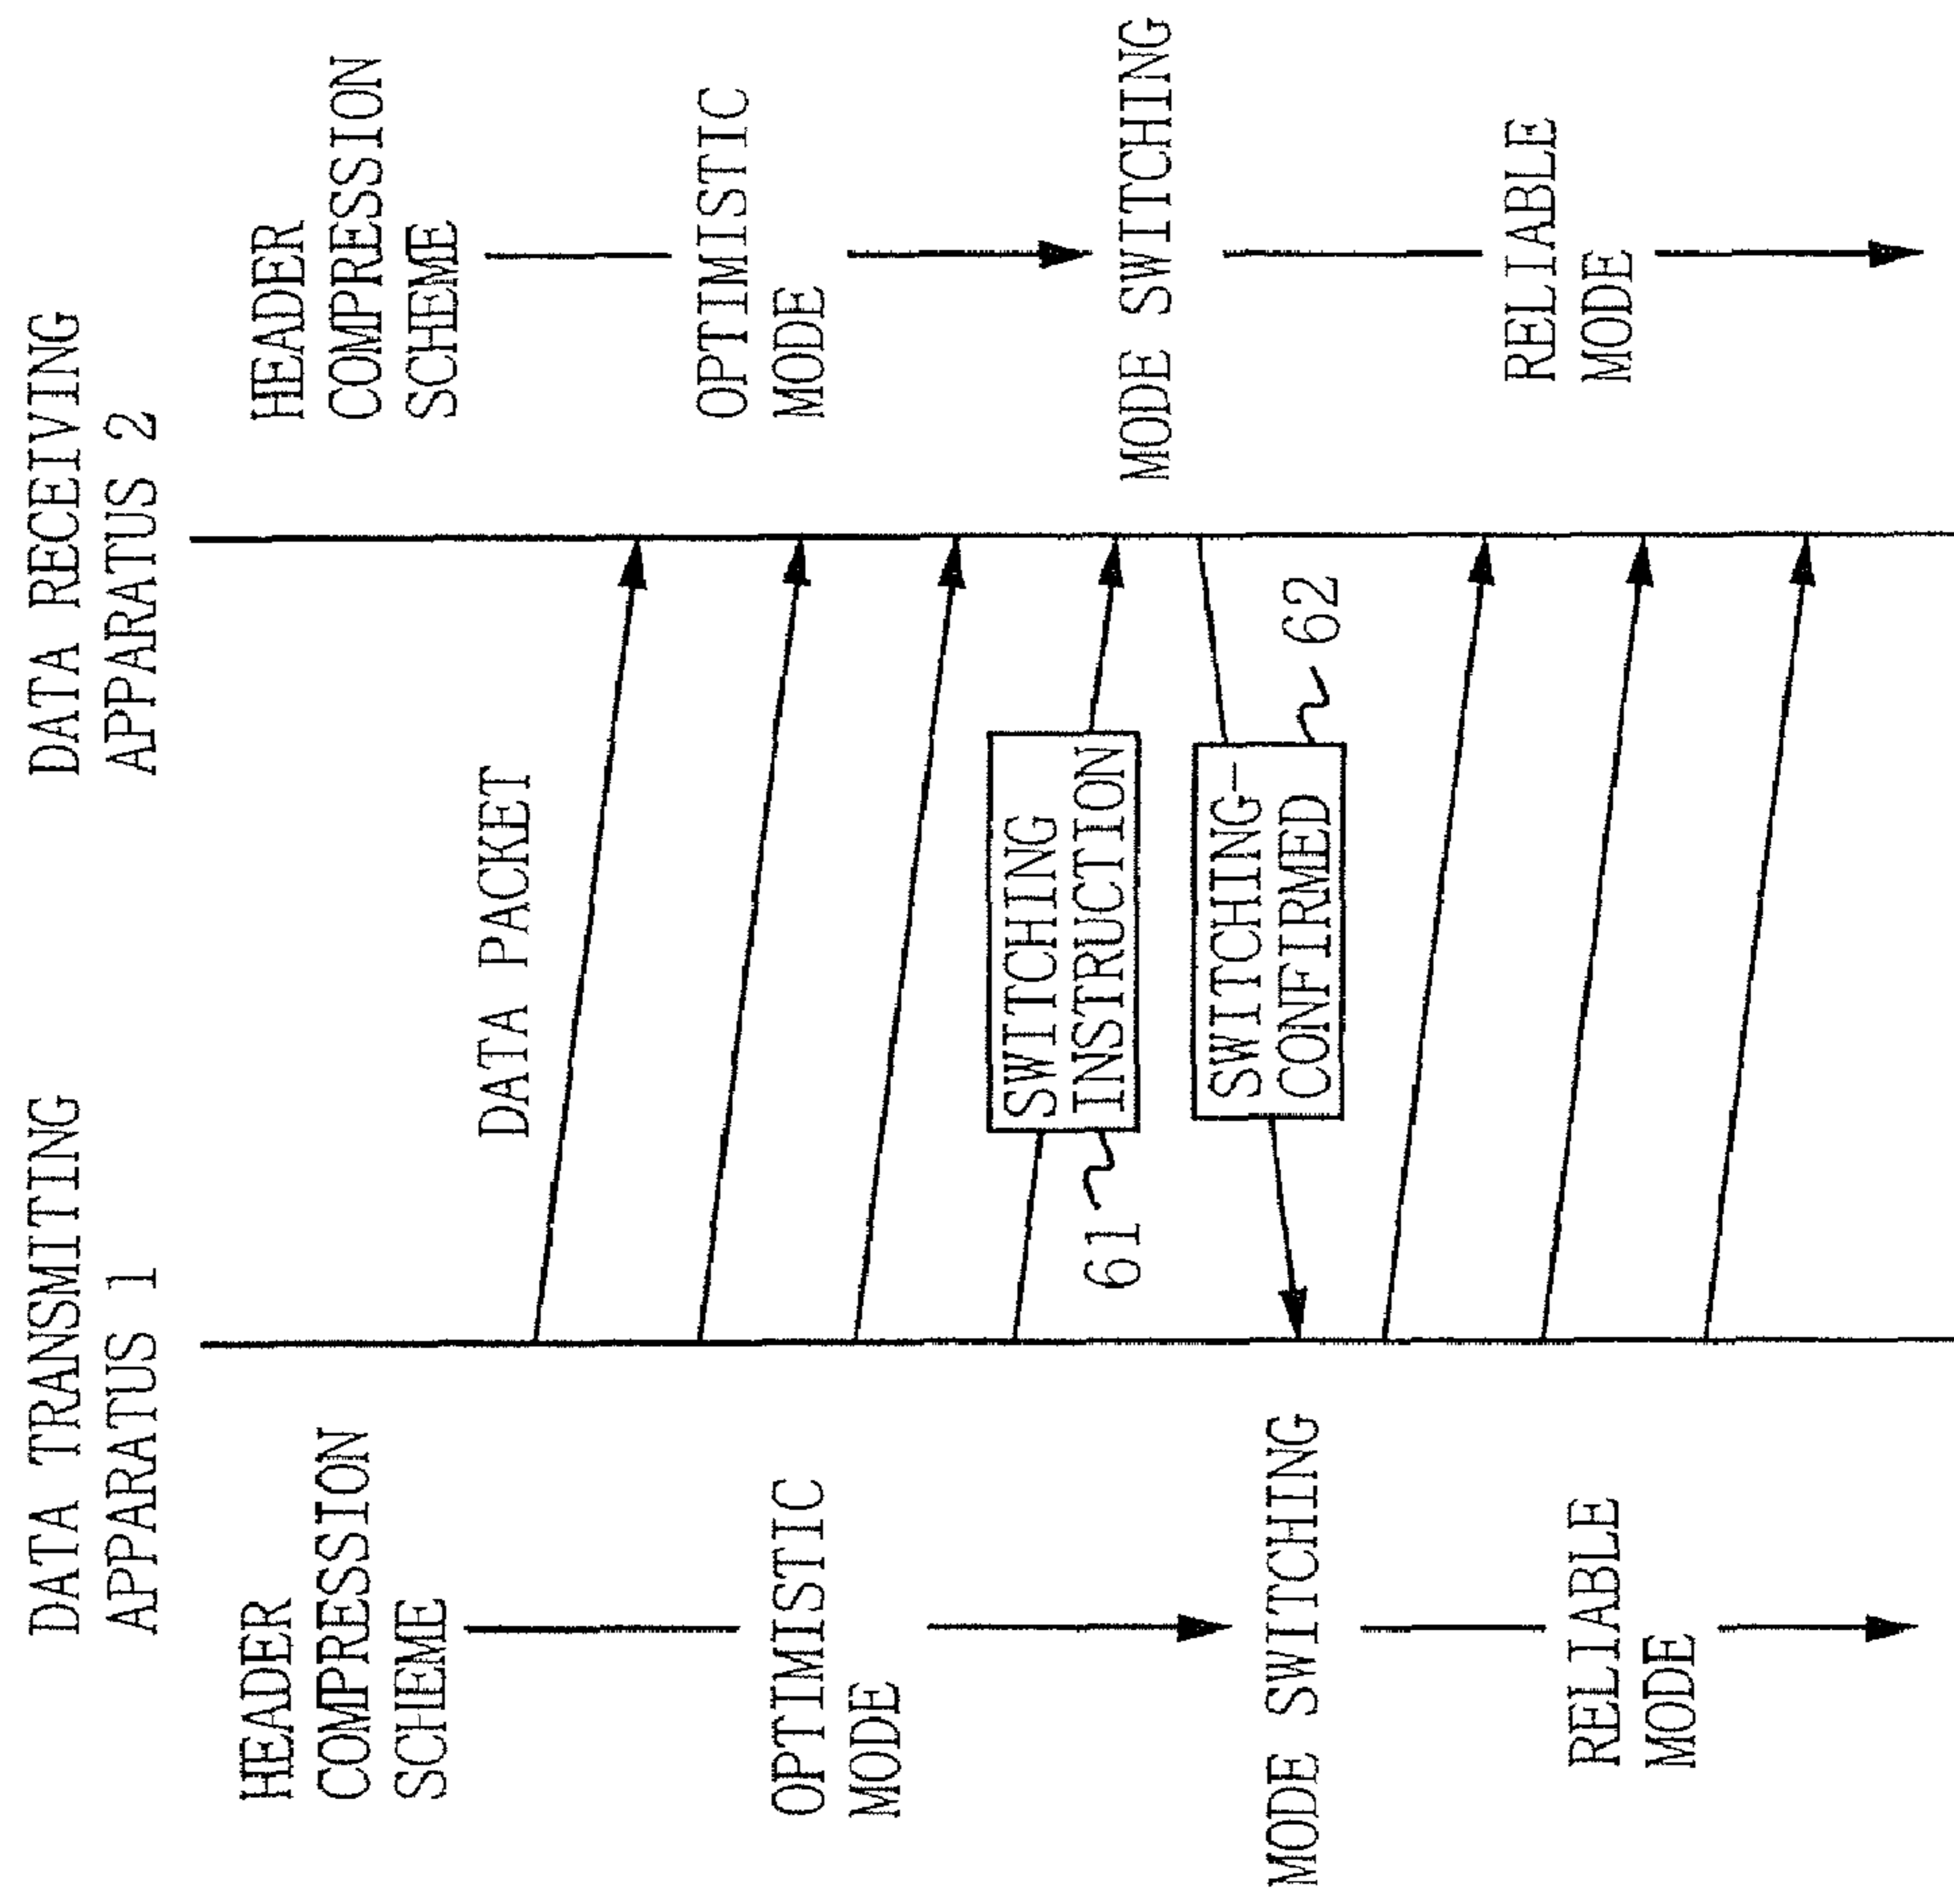 DATA TRANSMITING
APPARATUS 1
DATA RECEIVING
APPARATUS 2
HEADER
COMPRESSION
SCHEME
HEADER
COMPRESSION
SCHEME
DATA PACKET
OPTIMISTIC
MODE
OPTIMISTIC
MODE
SWITCHING
INSTRUCTION
61
MODE SWITCHING
SWITCHING-
CONFIRMED
62
MODE SWITCHING
RELIABLE
MODE
RELIABLE
MODE